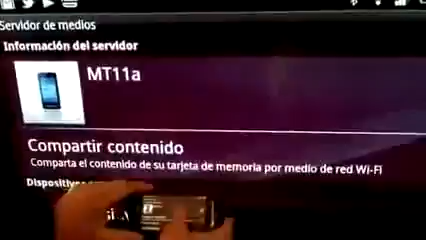 Servidor de medios
Información del servidor
MT11a
Compartir contenido
Comparta el contenido de su tarjeta de memoria por medio de red Wi-Fi